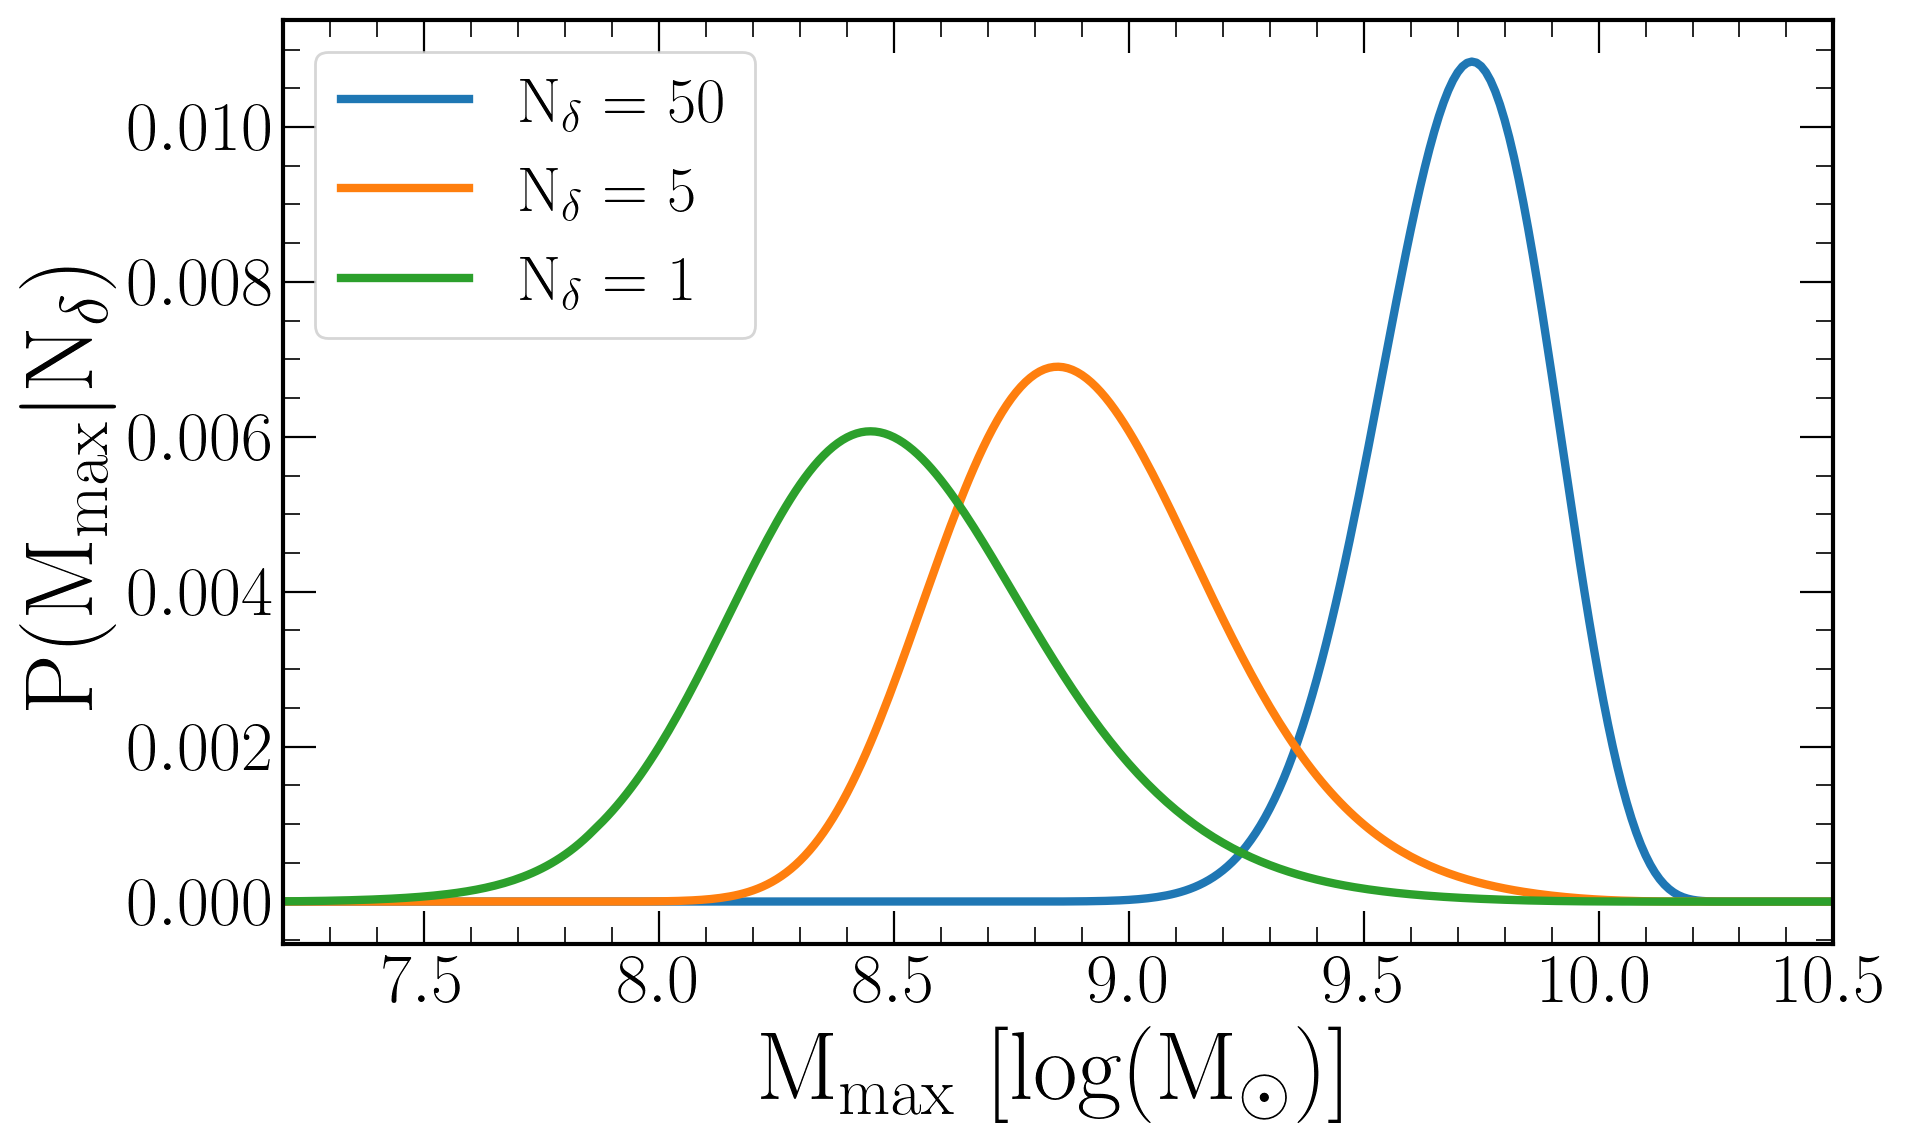 P(M_max|N_δ)
0.010
0.008
0.006
0.004
0.002
0.000
N_δ = 50
N_δ = 5
N_δ = 1
7.5 8.0 8.5 9.0 9.5 10.0 10.5
M_max [log(M_⊙)]